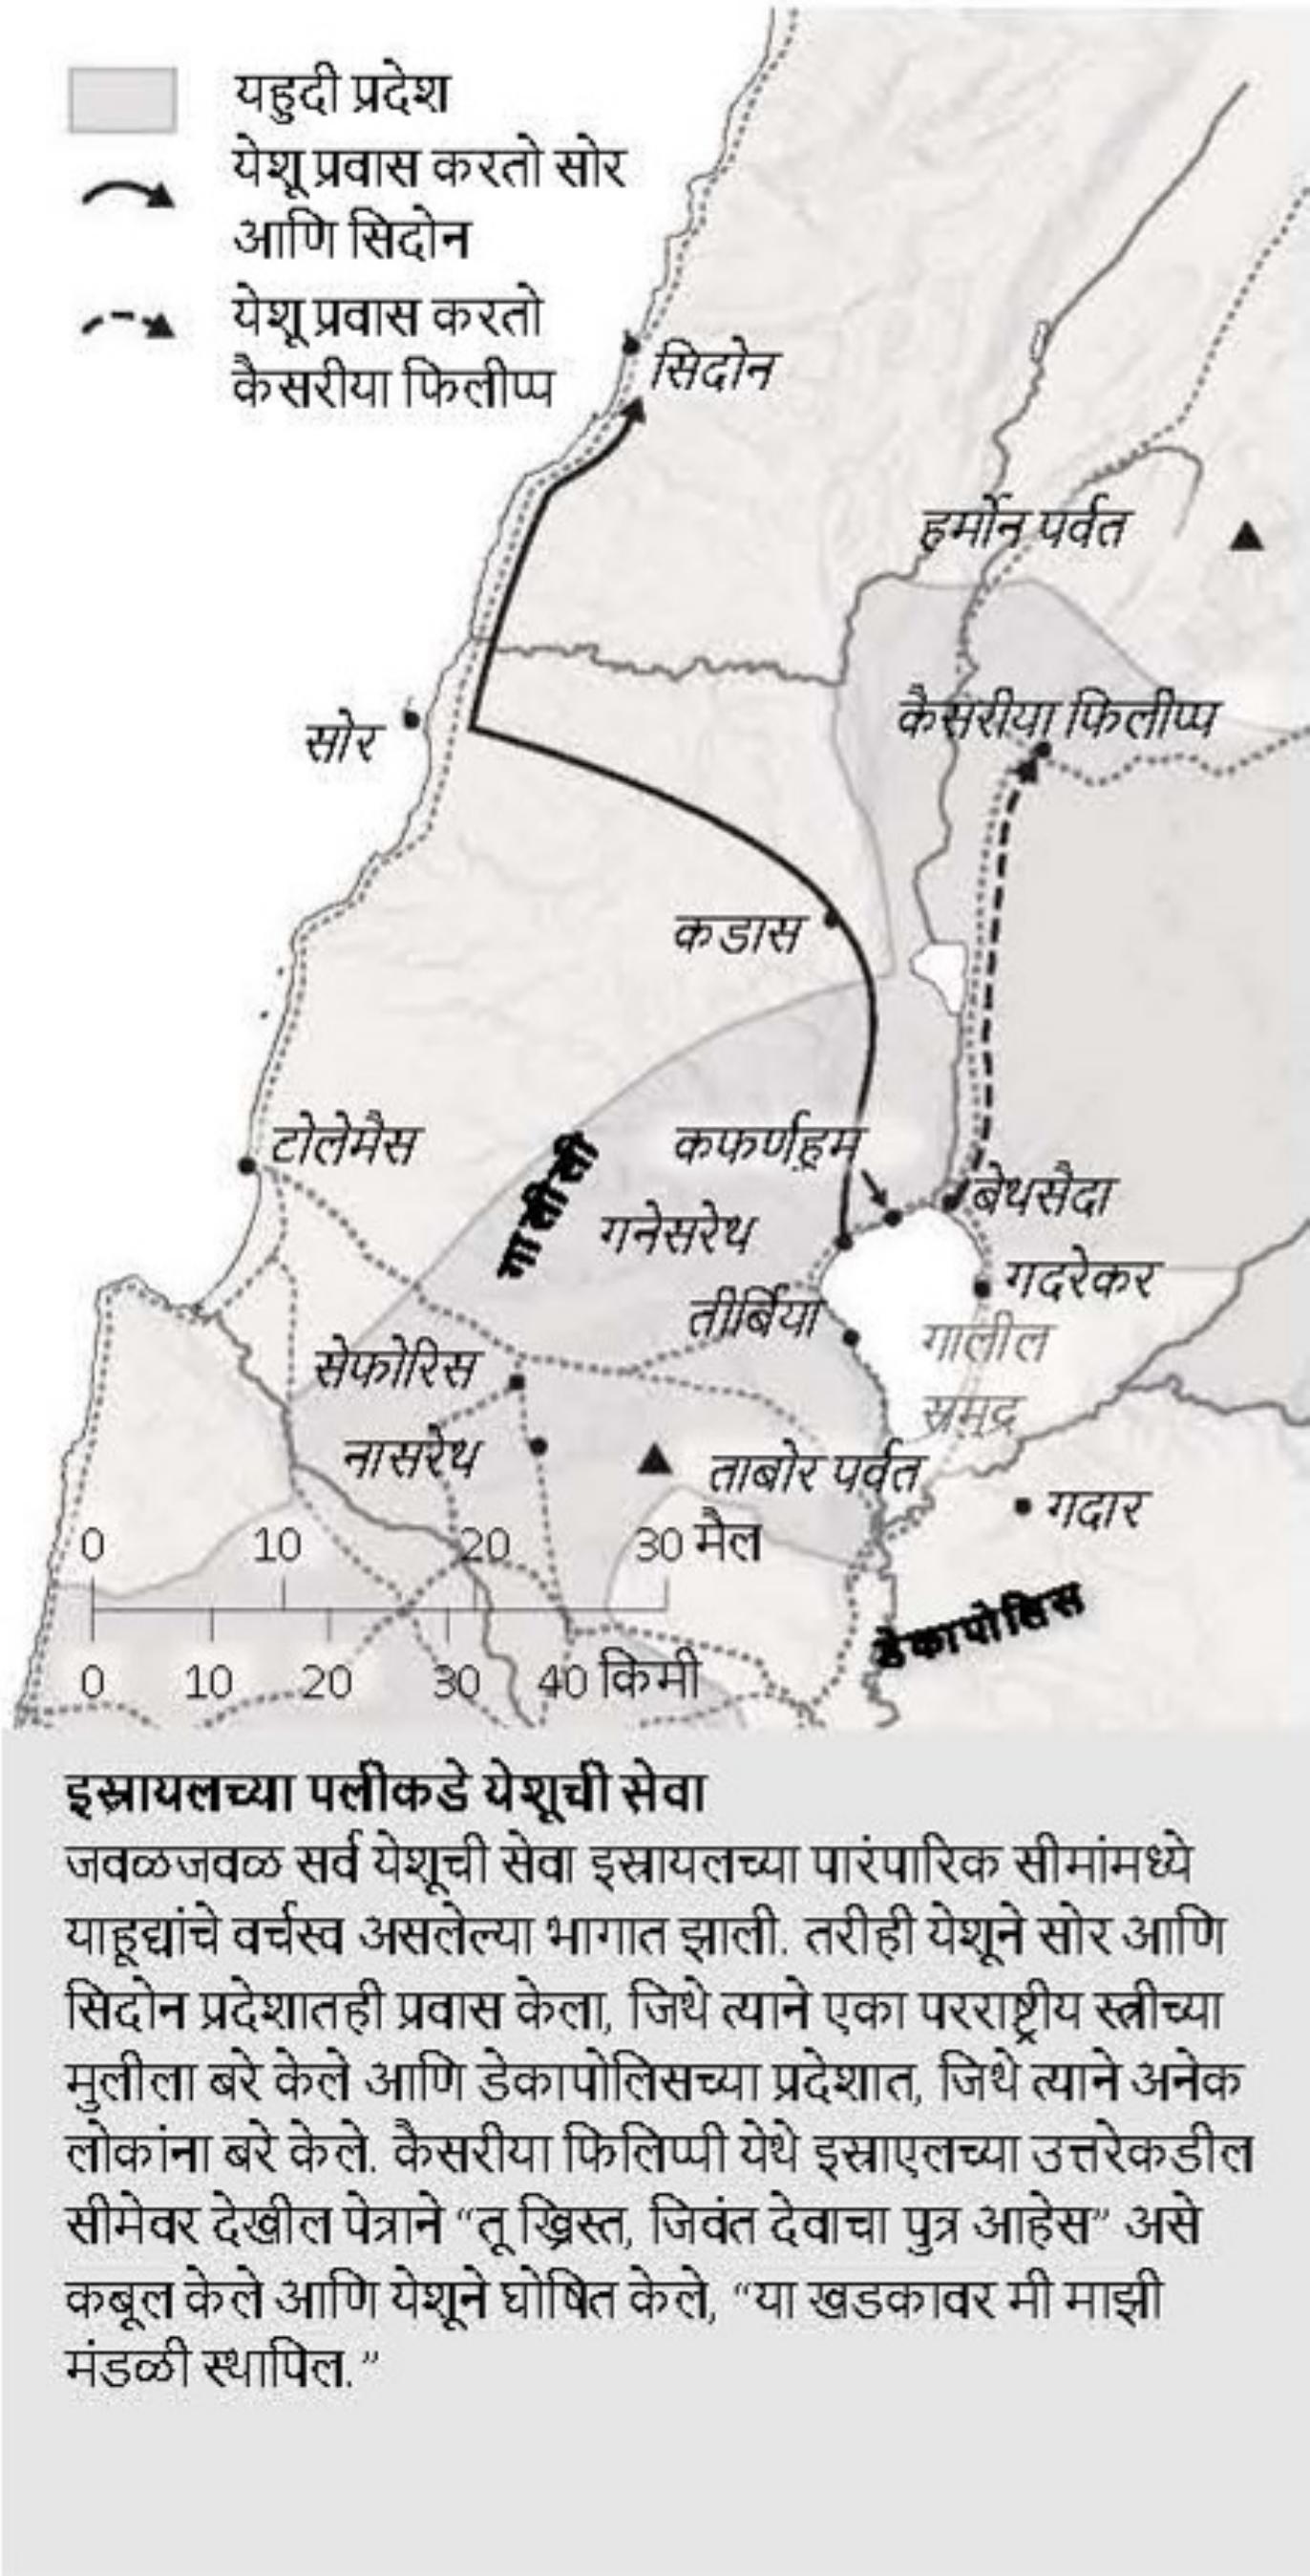 यहुदी प्रदेश
येशू प्रवास करतो सोर
आणि सिदोन
येशू प्रवास करतो
कैसरीया फिलीप्प
सिदोन
हर्मोन पर्वत
कैसरीया फिलीप्प
सोर
कडास
टोलेमैस
कफर्णहूम
बेथसैदा
गालीली
गनेसरेथ
गदरेकर
तीर्बिया
गालील
समुद्र
सेफोरिस
नासरेथ
ताबोर पर्वत
गदार
0 10 20 30 मैल
डेकापोलिस
0 10 20 30 40 किमी
इस्रायलच्या पलीकडे येशूची सेवा
जवळजवळ सर्व येशूची सेवा इस्रायलच्या पारंपारिक सीमांमध्ये
याहूद्यांचे वर्चस्व असलेल्या भागात झाली. तरीही येशूने सोर आणि
सिदोन प्रदेशातही प्रवास केला, जिथे त्याने एका परराष्ट्रीय स्त्रीच्या
मुलीला बरे केले आणि डेकापोलिसच्या प्रदेशात, जिथे त्याने अनेक
लोकांना बरे केले. कैसरीया फिलिप्पी येथे इस्राएलच्या उत्तरेकडील
सीमेवर देखील पेत्राने “तू ख्रिस्त, जिवंत देवाचा पुत्र आहेस” असे
कबूल केले आणि येशूने घोषित केले, “या खडकावर मी माझी
मंडळी स्थापिल.”